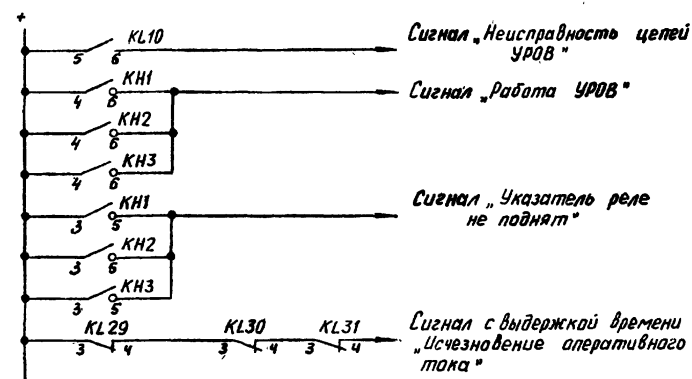 +
KL10
5 6
Сигнал „Неисправность цепей
УРОВ"
KH1
4 6
Сигнал „Работа УРОВ"
KH2
4 6
KH3
4 6
KH1
3 5
Сигнал „Указатель реле
не поднят"
KH2
3 5
KH3
3 5
KL29 KL30 KL31
3 4 3 4 3 4
Сигнал с выдержкой времени
„Исчезновение оперативного
тока"